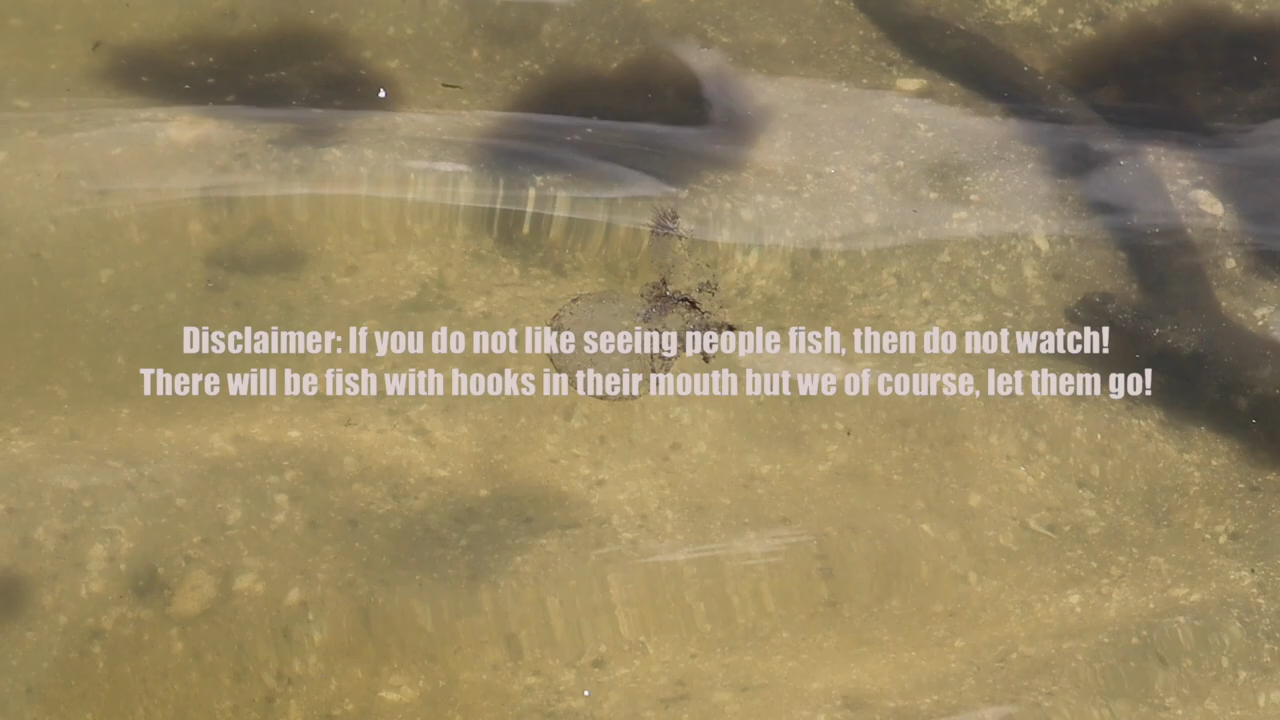 Disclaimer: If you do not like seeing people fish, then do not watch!
There will be fish with hooks in their mouth but we of course, let them go!